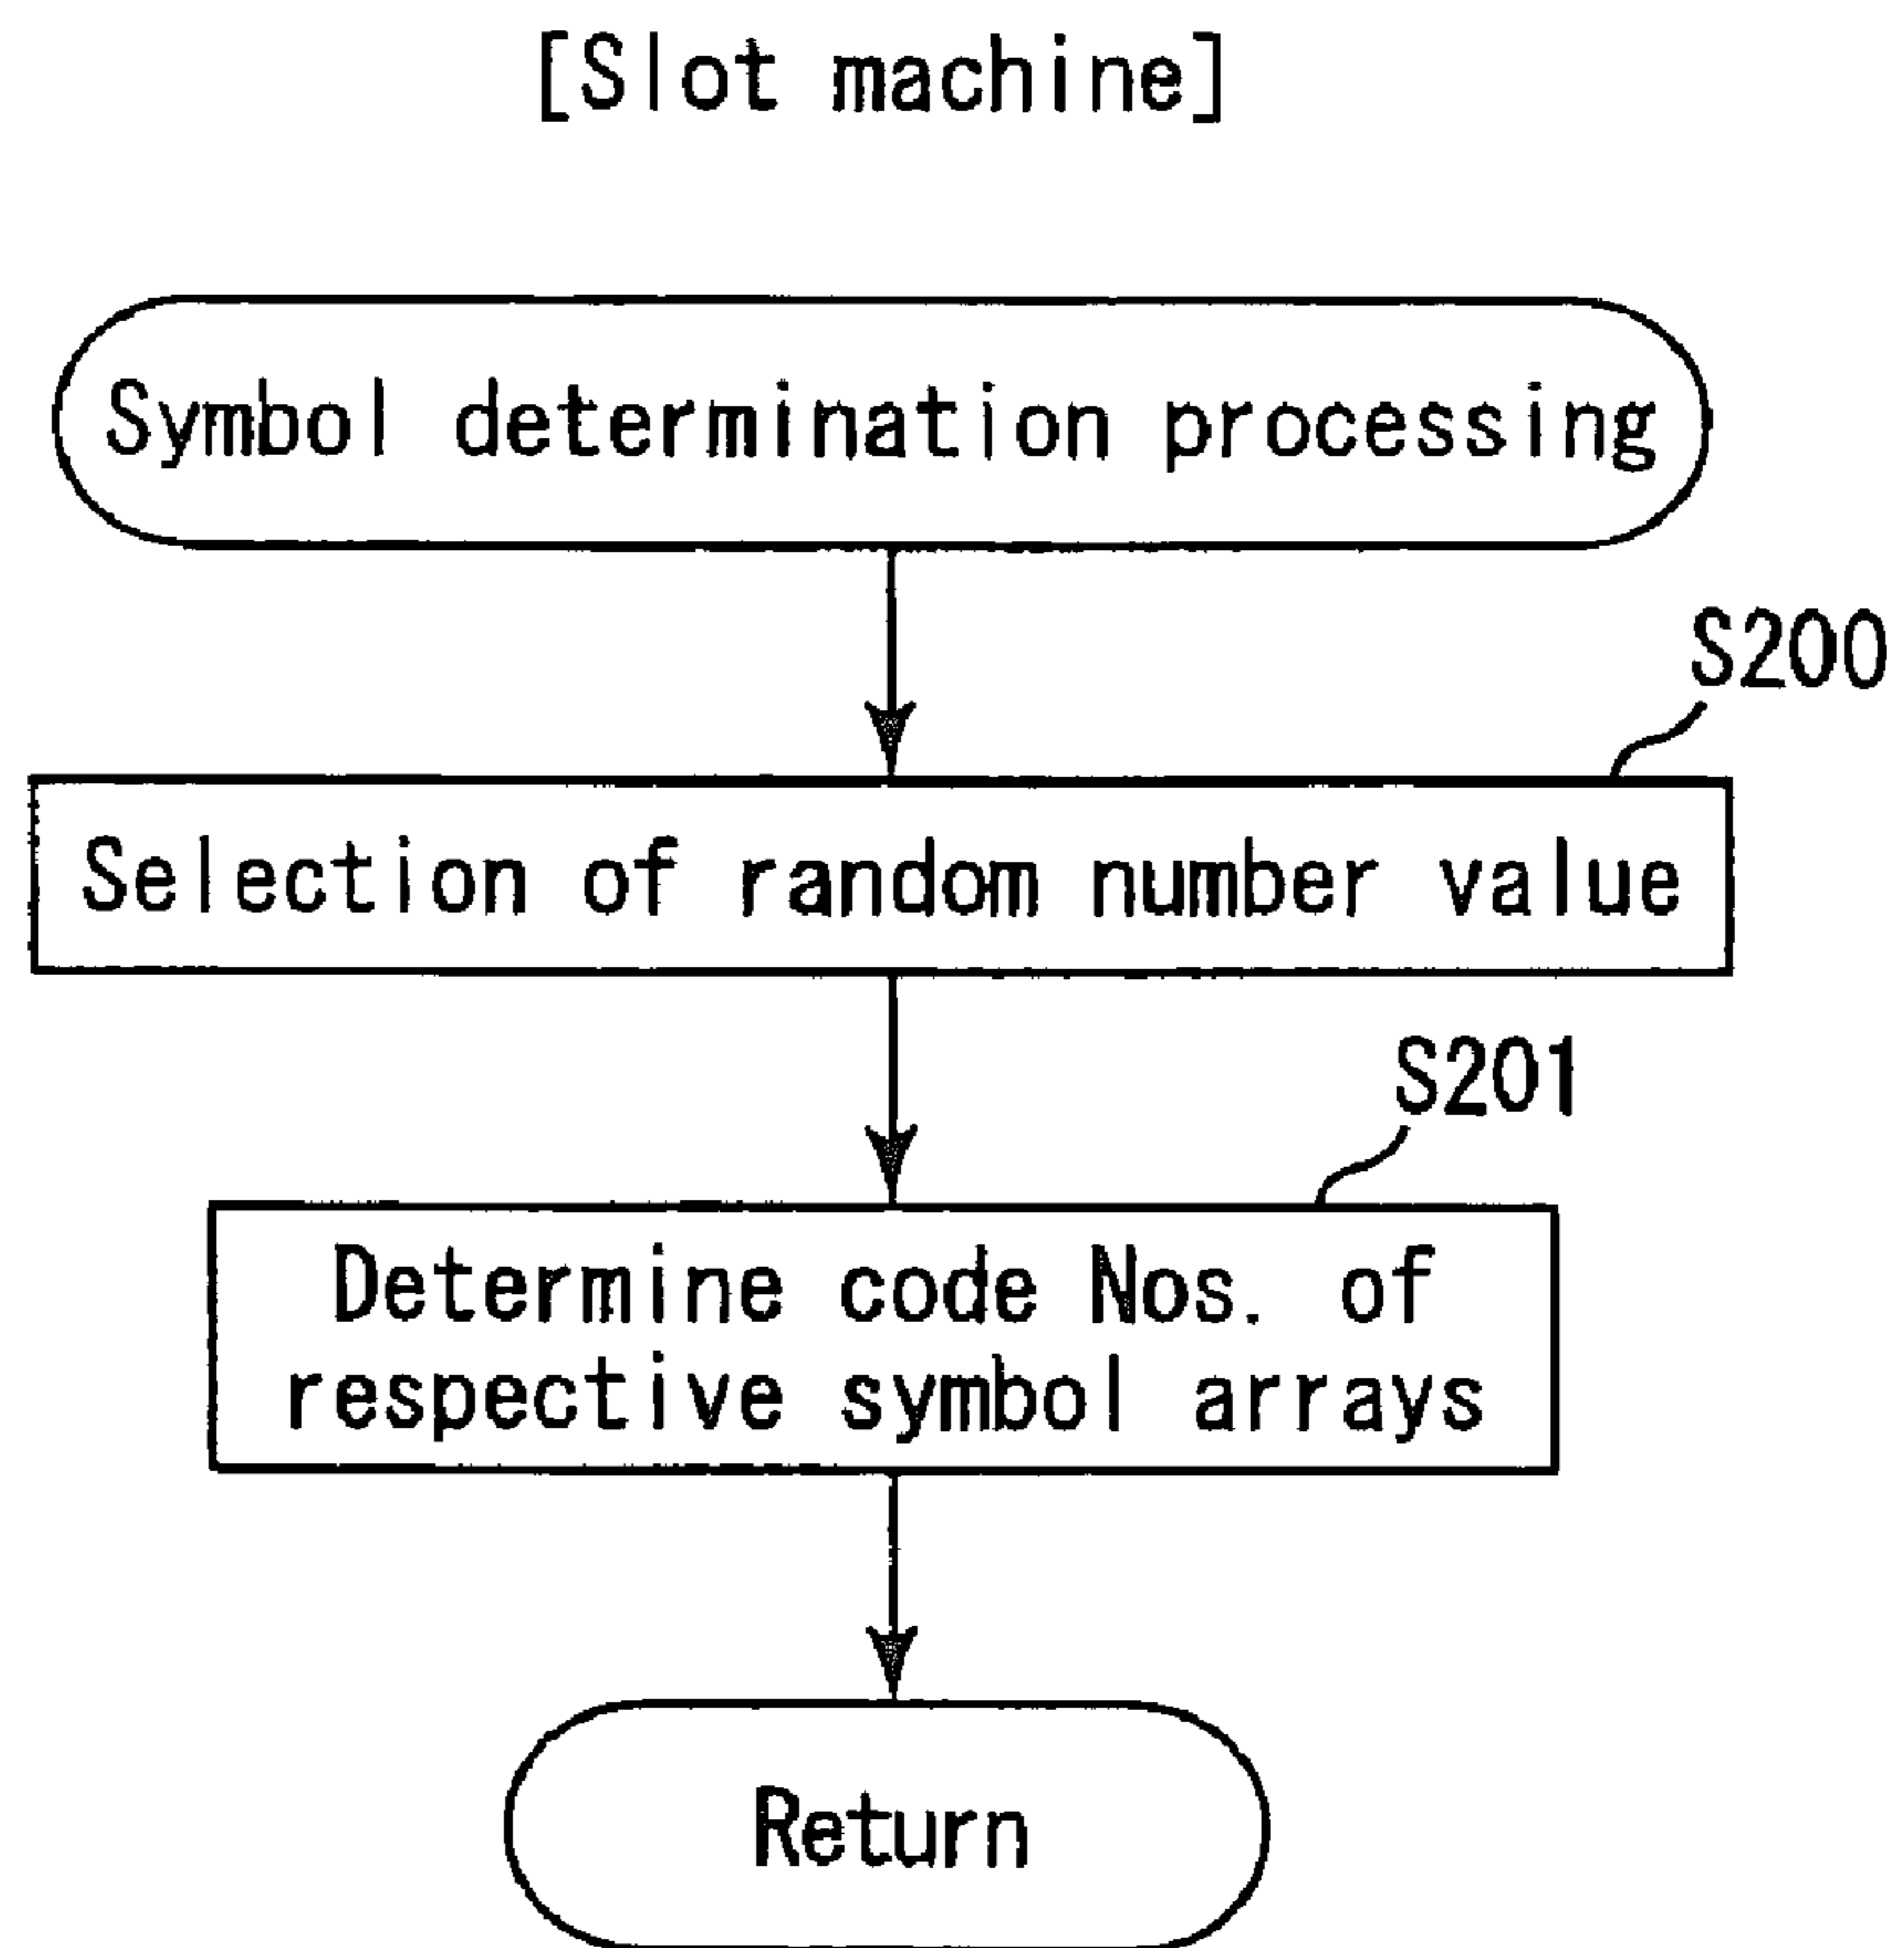 [Slot machine]
Symbol determination processing
S200
Selection of random number value
S201
Determine code Nos. of
respective symbol arrays
Return